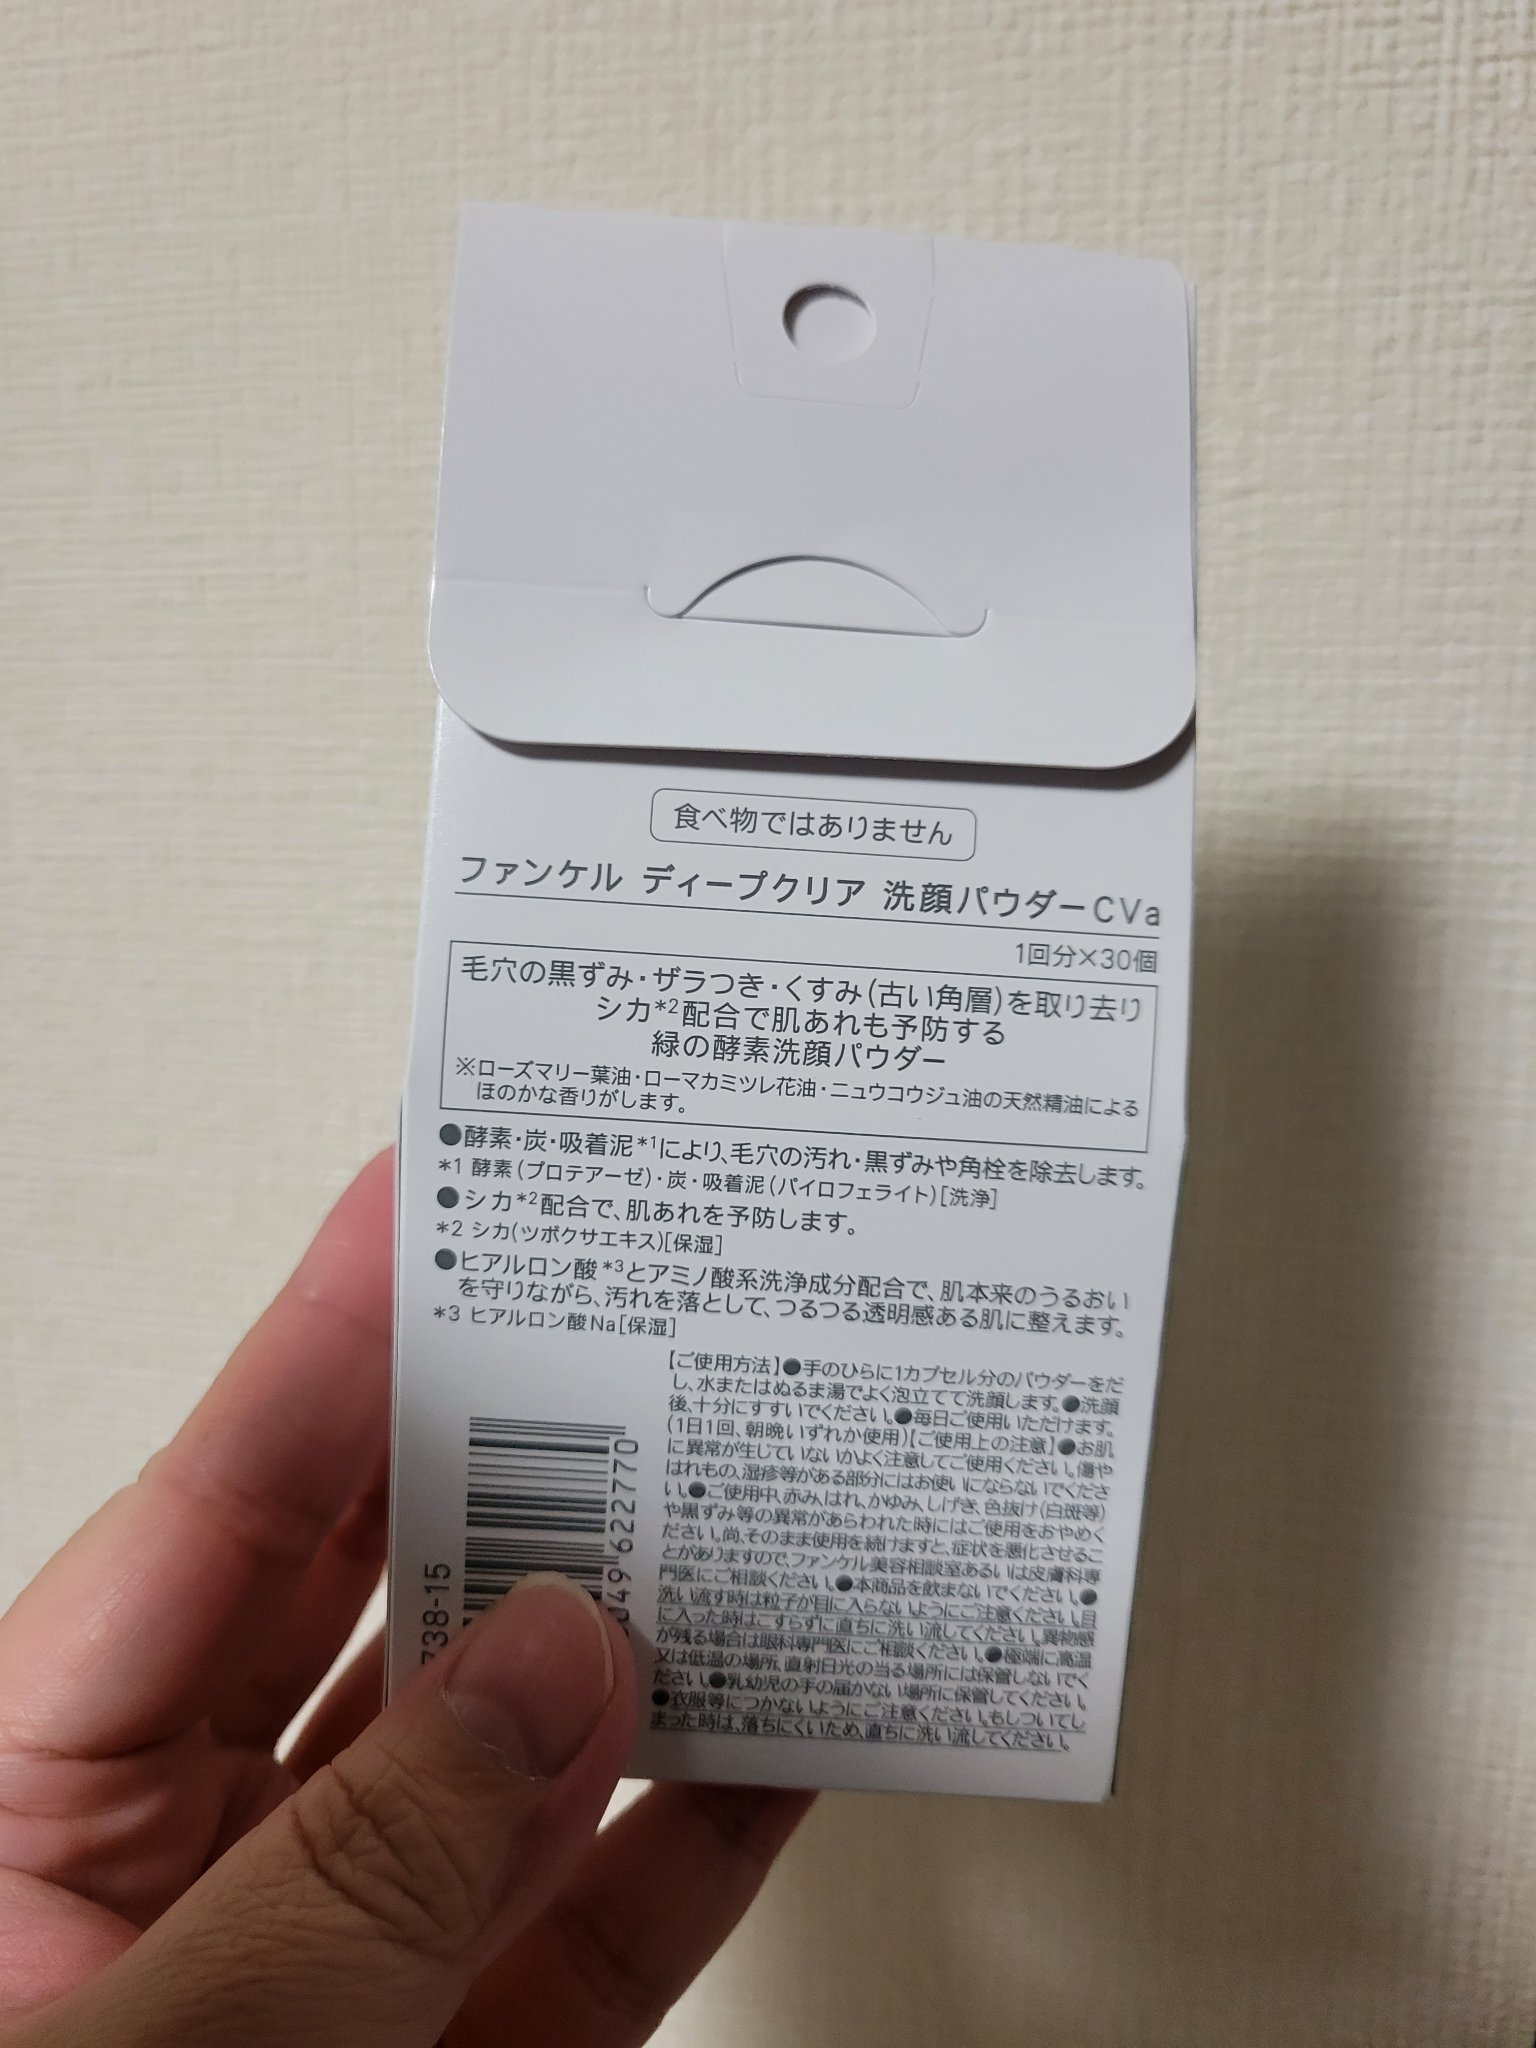 食べ物ではありません
ファンケル ディープクリア 洗顔パウダーCVa
1回分×30個
毛穴の黒ずみ・ザラつき・くすみ(古い角層)を取り去り
シカ*2配合で肌あれも予防する
緑の酵素洗顔パウダー
※ローズマリー葉油・ローマカミツレ花油・ニュウコウジュ油の天然精油による
ほのかな香りがします。
●酵素・炭・吸着泥*1により、毛穴の汚れ・黒ずみや角栓を除去します。
*1 酵素(プロテアーゼ)・炭・吸着泥(パイロフェライト)[洗浄]
●シカ*2配合で、肌あれを予防します。
*2 シカ(ツボクサエキス)[保湿]
●ヒアルロン酸*3とアミノ酸系洗浄成分配合で、肌本来のうるおい
を守りながら、汚れを落として、つるつる透明感ある肌に整えます。
*3 ヒアルロン酸Na[保湿]
【ご使用方法】●手のひらに1カプセル分のパウダーをだ
し、水またはぬるま湯でよく泡立てて洗顔します。●洗顔
後、十分にすすいでください。●毎日ご使用いただけます。
(1日1回、朝晩いずれか使用)【ご使用上の注意】●お肌
に異常が生じていないかよく注意してご使用ください。傷や
はれもの、湿疹等がある部分にはお使いにならないでくださ
い。●ご使用中、赤み、はれ、かゆみ、しげき、色抜け(白斑等)
や黒ずみ等の異常があらわれた時にはご使用をおやめく
ださい。尚、そのまま使用を続けますと、症状を悪化させるこ
とがありますので、ファンケル美容相談室あるいは皮膚科専
門医にご相談ください。●本商品を飲まないでください。●
洗い流す時は粒子が目に入らないようにご注意ください。目
に入った時はこすらずに直ちに洗い流してください。異物感
が残る場合は眼科専門医にご相談ください。●極端に高温
又は低温の場所、直射日光の当る場所には保管しないでく
ださい。●乳幼児の手の届かない場所に保管してください。
●衣服等につかないようにご注意ください。もしついてし
まった時は、落ちにくいため、直ちに洗い流してください。
049 622770
738-15